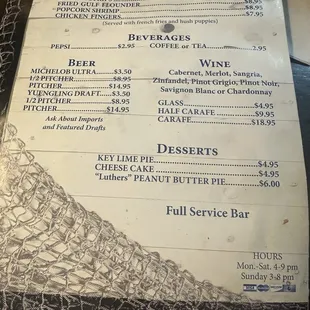 FRIED GULF FLOUNDER
POPCORN SHRIMP $8.95
CHICKEN FINGERS $7.95
(Served with french fries and hush puppies)
BEVERAGES
PEPSI $2.95 COFFEE or TEA 2.95
BEER
MICHELOB ULTRA $3.50
1/2 PITCHER $8.95
PITCHER $14.95
YUENGLING DRAFT $3.50
1/2 PITCHER $8.95
PITCHER $14.95
Ask About Imports
and Featured Drafts
WINE
Cabernet, Merlot, Sangria,
Zinfandel, Pinot Grigio, Pinot Noir,
Savignon Blanc or Chardonnay
GLASS $4.95
HALF CARAFE $9.95
CARAFE $18.95
DESSERTS
KEY LIME PIE $4.95
CHEESE CAKE $4.95
"Luthers" PEANUT BUTTER PIE $6.00
Full Service Bar
HOURS
Mon.-Sat. 4-9 pm
Sunday 3-8 pm